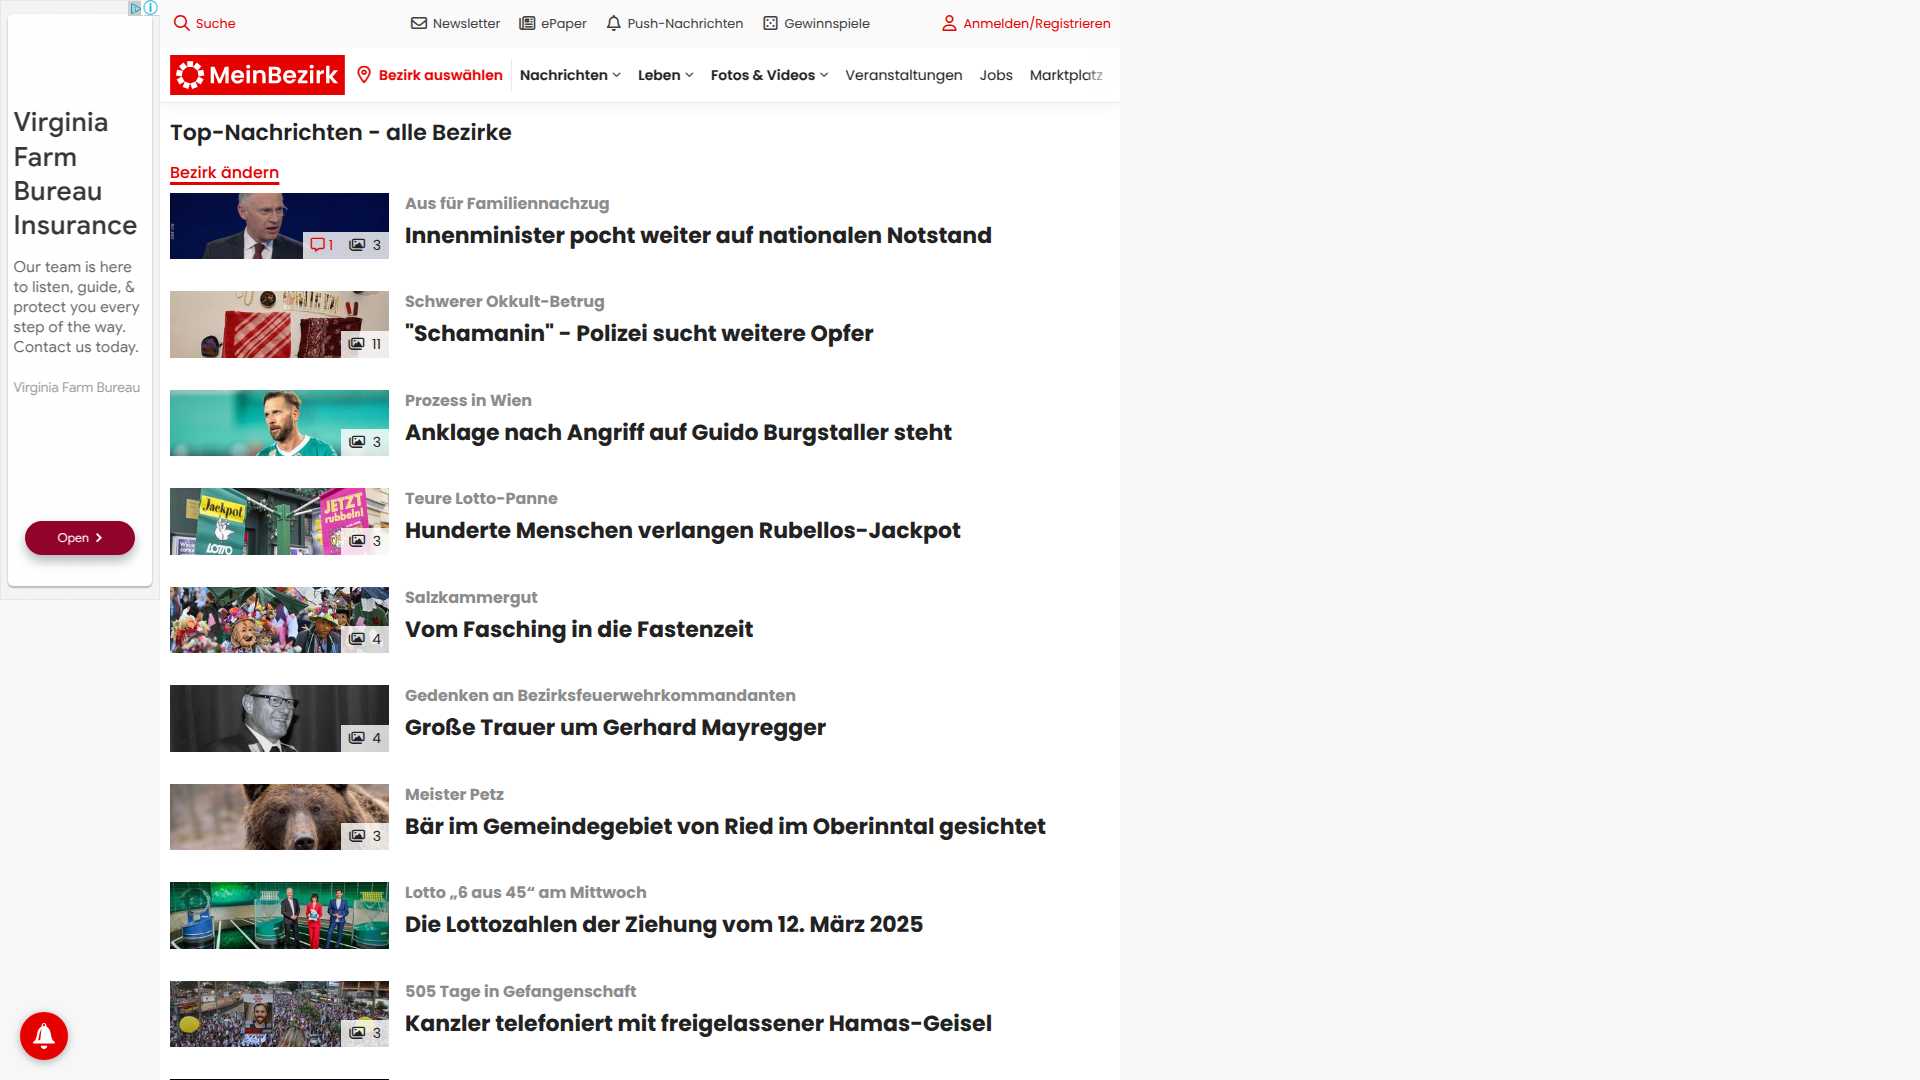 Suche
Newsletter
ePaper
Push-Nachrichten
Gewinnspiele
Anmelden/Registrieren
MeinBezirk
Bezirk auswählen
Nachrichten
Leben
Fotos & Videos
Veranstaltungen
Jobs
Marktplatz
Virginia
Farm
Bureau
Insurance
Our team is here
to listen, guide, &
protect you every
step of the way.
Contact us today.
Virginia Farm Bureau
Open
Top-Nachrichten - alle Bezirke
Bezirk ändern
1
3
Aus für Familiennachzug
Innenminister pocht weiter auf nationalen Notstand
11
Schwerer Okkult-Betrug
"Schamanin" - Polizei sucht weitere Opfer
3
Prozess in Wien
Anklage nach Angriff auf Guido Burgstaller steht
Jackpot
LOTTO
JETZT
rubbeln!
3
Teure Lotto-Panne
Hunderte Menschen verlangen Rubellos-Jackpot
4
Salzkammergut
Vom Fasching in die Fastenzeit
4
Gedenken an Bezirksfeuerwehrkommandanten
Große Trauer um Gerhard Mayregger
3
Meister Petz
Bär im Gemeindegebiet von Ried im Oberinntal gesichtet
Lotto „6 aus 45“ am Mittwoch
Die Lottozahlen der Ziehung vom 12. März 2025
3
505 Tage in Gefangenschaft
Kanzler telefoniert mit freigelassener Hamas-Geisel